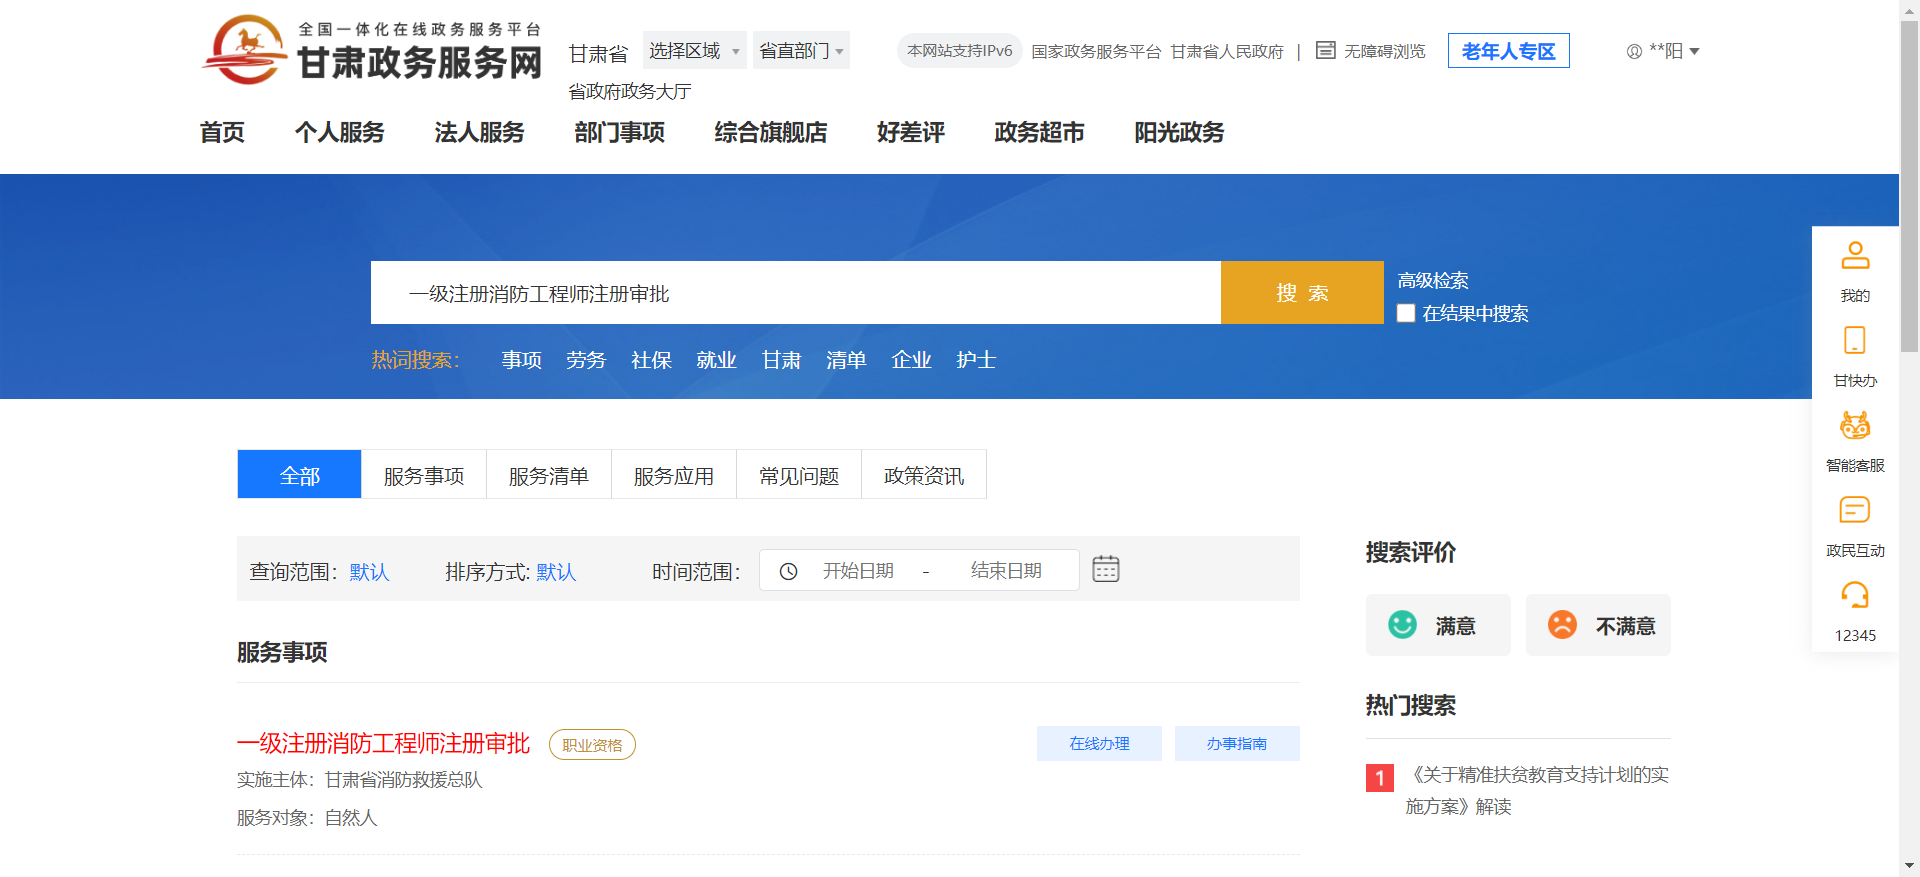 全国一体化在线政务服务平台
甘肃政务服务网
甘肃省 选择区域 省直部门
省政府政务大厅
本网站支持IPv6 国家政务服务平台 甘肃省人民政府 | 无障碍浏览 老年人专区 **阳
首页 个人服务 法人服务 部门事项 综合旗舰店 好差评 政务超市 阳光政务
一级注册消防工程师注册审批 搜 索
高级检索
在结果中搜索
热词搜索： 事项 劳务 社保 就业 甘肃 清单 企业 护士
我的
甘快办
智能客服
政民互动
12345
全部 服务事项 服务清单 服务应用 常见问题 政策资讯
查询范围：默认 排序方式: 默认 时间范围： 开始日期 - 结束日期
服务事项
一级注册消防工程师注册审批 职业资格 在线办理 办事指南
实施主体：甘肃省消防救援总队
服务对象：自然人
搜索评价
满意 不满意
热门搜索
1 《关于精准扶贫教育支持计划的实
施方案》解读